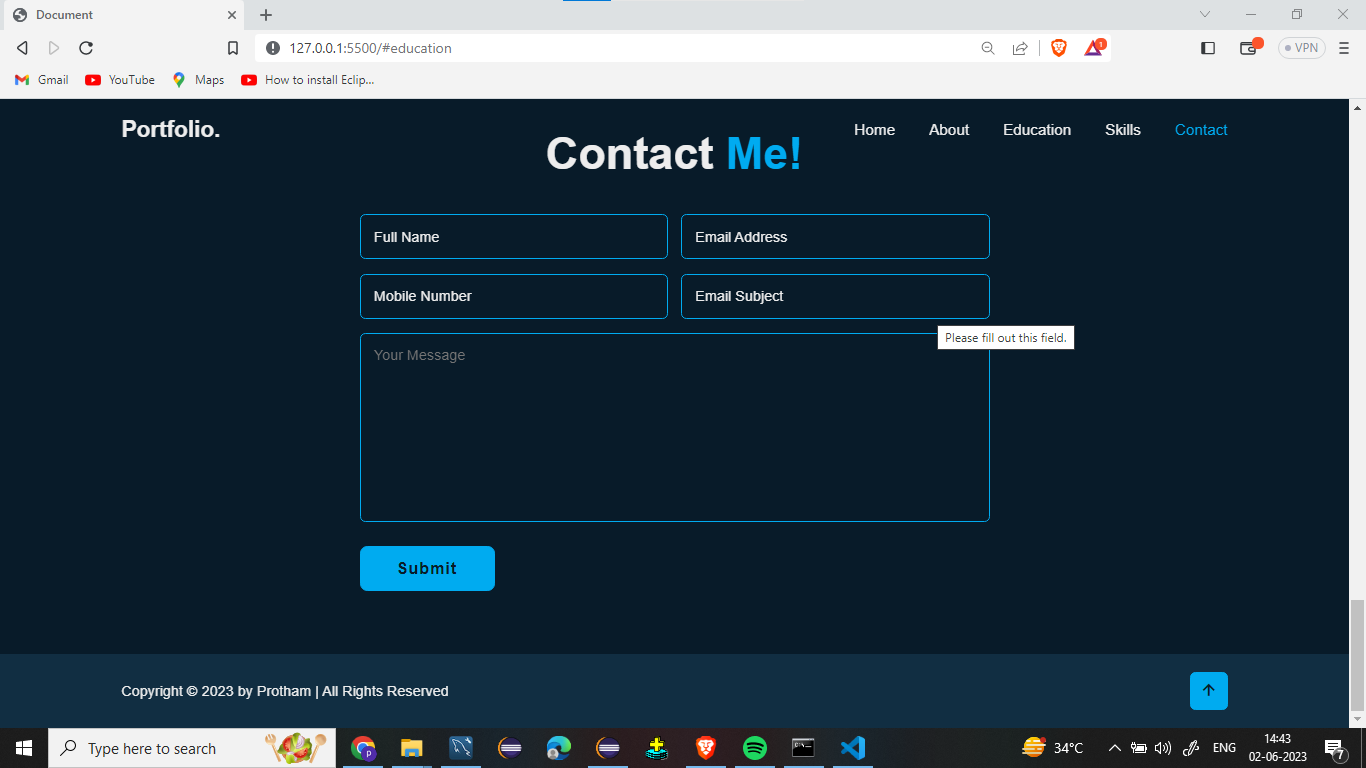 Document
127.0.0.1:5500/#education
1
VPN
Gmail
YouTube
Maps
How to install Eclip...
Portfolio.
Home
About
Education
Skills
Contact
Contact Me!
Full Name
Email Address
Mobile Number
Email Subject
Please fill out this field.
Your Message
Submit
Copyright © 2023 by Protham | All Rights Reserved
Type here to search
p
34°C
ENG
14:43
02-06-2023
7